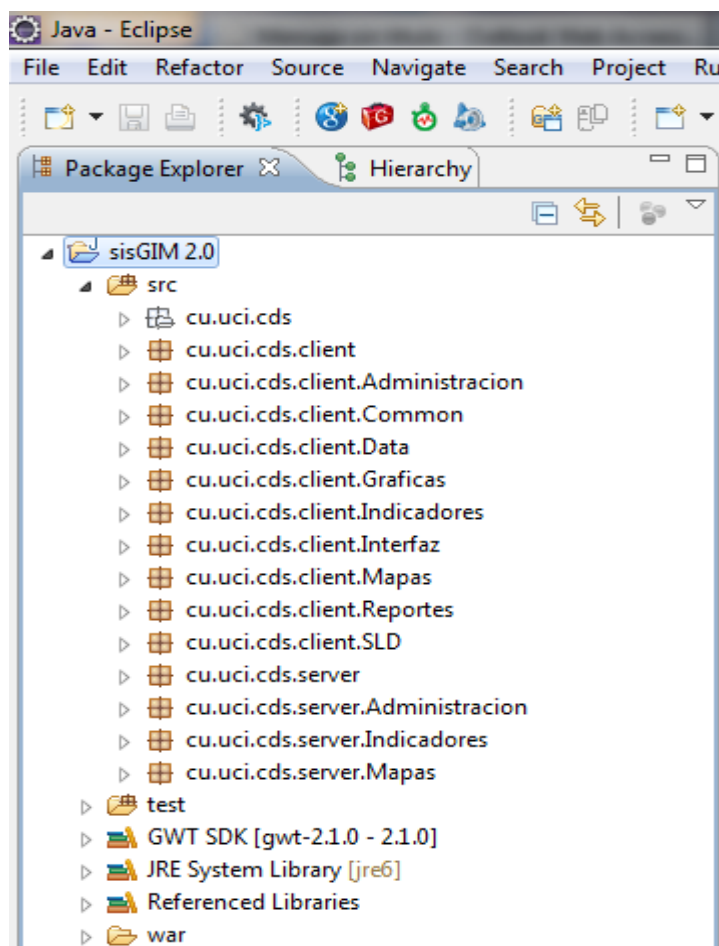 Java - Eclipse
File Edit Refactor Source Navigate Search Project Ru
Package Explorer Hierarchy
sisGIM 2.0
src
cu.uci.cds
cu.uci.cds.client
cu.uci.cds.client.Administracion
cu.uci.cds.client.Common
cu.uci.cds.client.Data
cu.uci.cds.client.Graficas
cu.uci.cds.client.Indicadores
cu.uci.cds.client.Interfaz
cu.uci.cds.client.Mapas
cu.uci.cds.client.Reportes
cu.uci.cds.client.SLD
cu.uci.cds.server
cu.uci.cds.server.Administracion
cu.uci.cds.server.Indicadores
cu.uci.cds.server.Mapas
test
GWT SDK [gwt-2.1.0 - 2.1.0]
JRE System Library [jre6]
Referenced Libraries
war